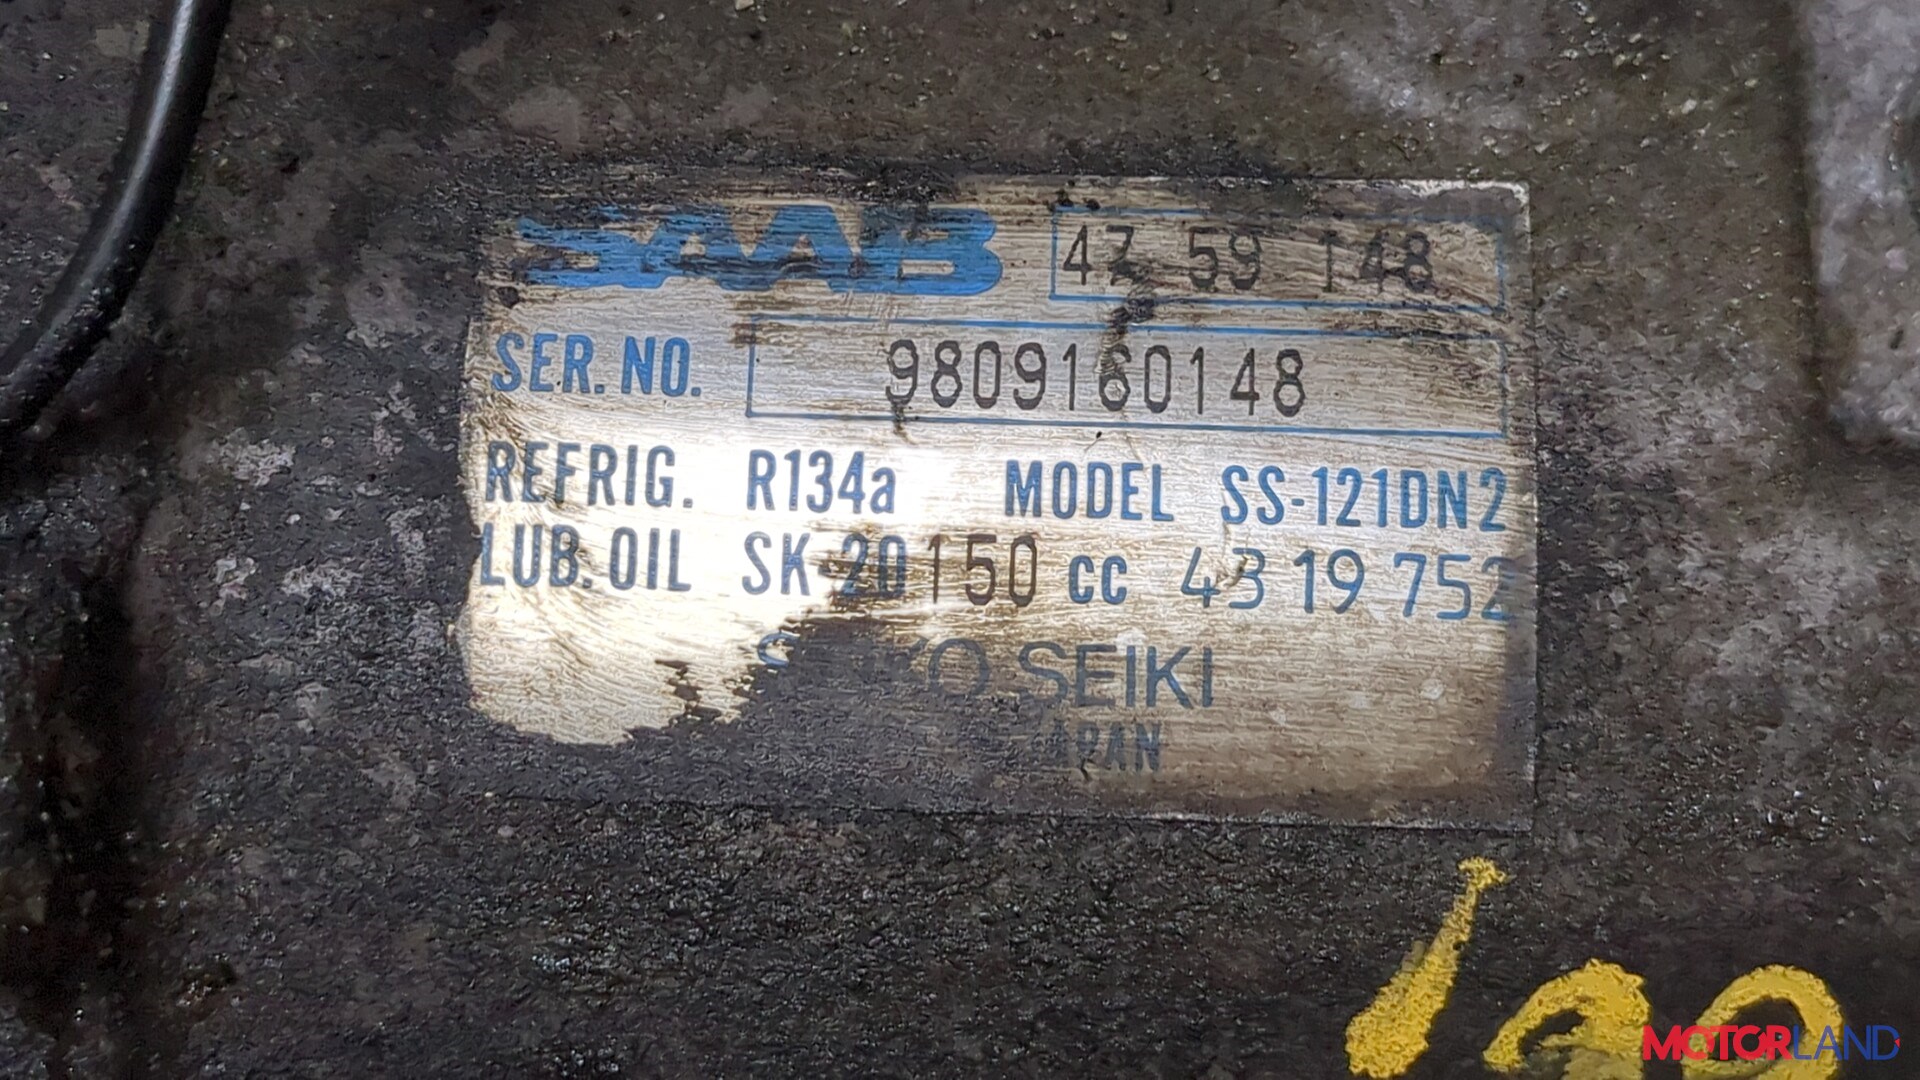 SAAB 47 59 148
SER. NO. 9809160148
REFRIG. R134a MODEL SS-121DN2
LUB. OIL SK-20 150 cc 43 19 752
SEIKI
JAPAN
MOTORLAND